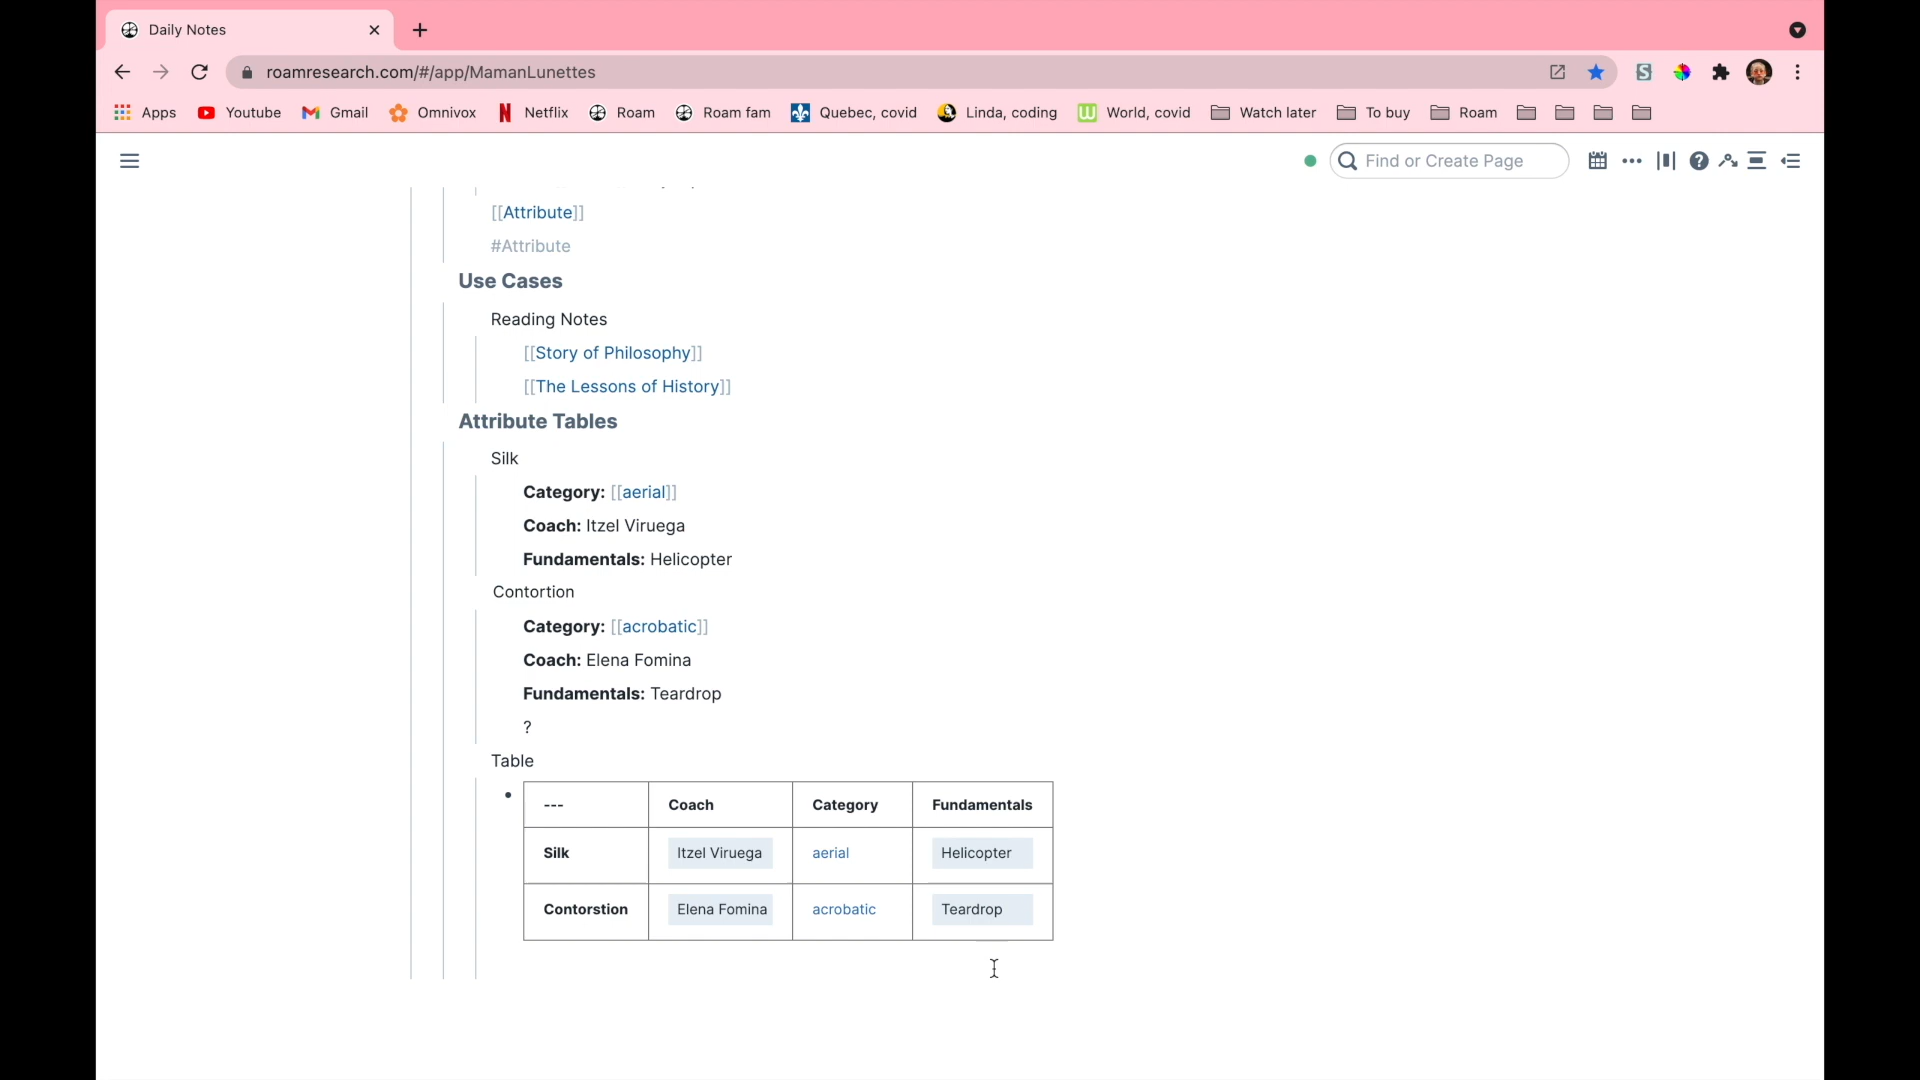 Daily Notes
roamresearch.com/#/app/MamanLunettes
Apps Youtube Gmail Omnivox Netflix Roam Roam fam Quebec, covid Linda, coding World, covid Watch later To buy Roam
Find or Create Page
[[Attribute]]
#Attribute
Use Cases
Reading Notes
[[Story of Philosophy]]
[[The Lessons of History]]
Attribute Tables
Silk
Category: [[aerial]]
Coach: Itzel Viruega
Fundamentals: Helicopter
Contortion
Category: [[acrobatic]]
Coach: Elena Fomina
Fundamentals: Teardrop
?
Table
--- Coach Category Fundamentals
Silk Itzel Viruega aerial Helicopter
Contorstion Elena Fomina acrobatic Teardrop